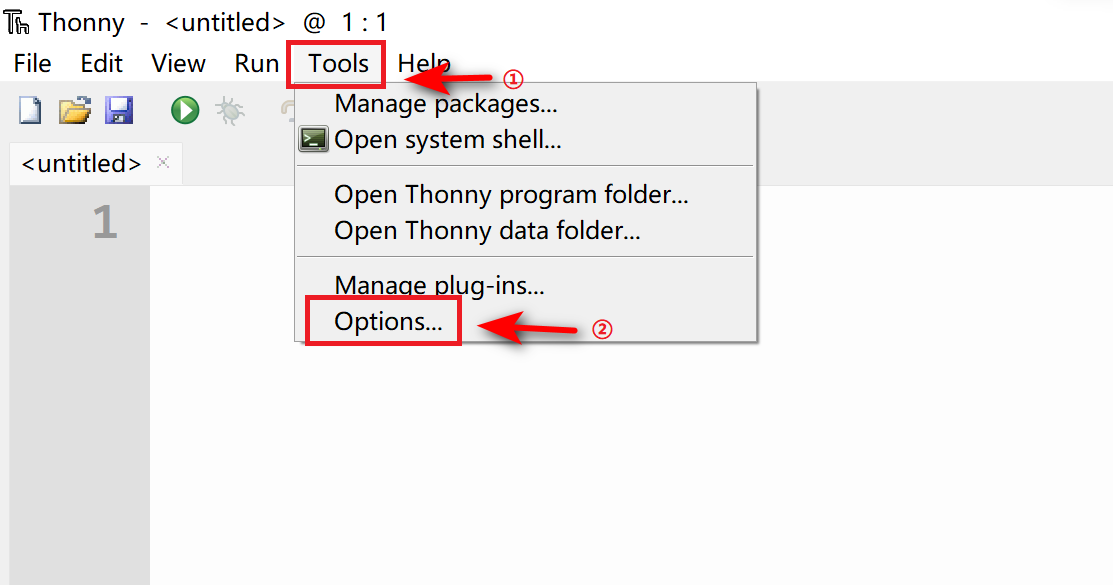 Thonny - <untitled> @ 1 : 1
File Edit View Run Tools Help
①
Manage packages...
Open system shell...
<untitled>
Open Thonny program folder...
1
Open Thonny data folder...
Manage plug-ins...
Options...
②